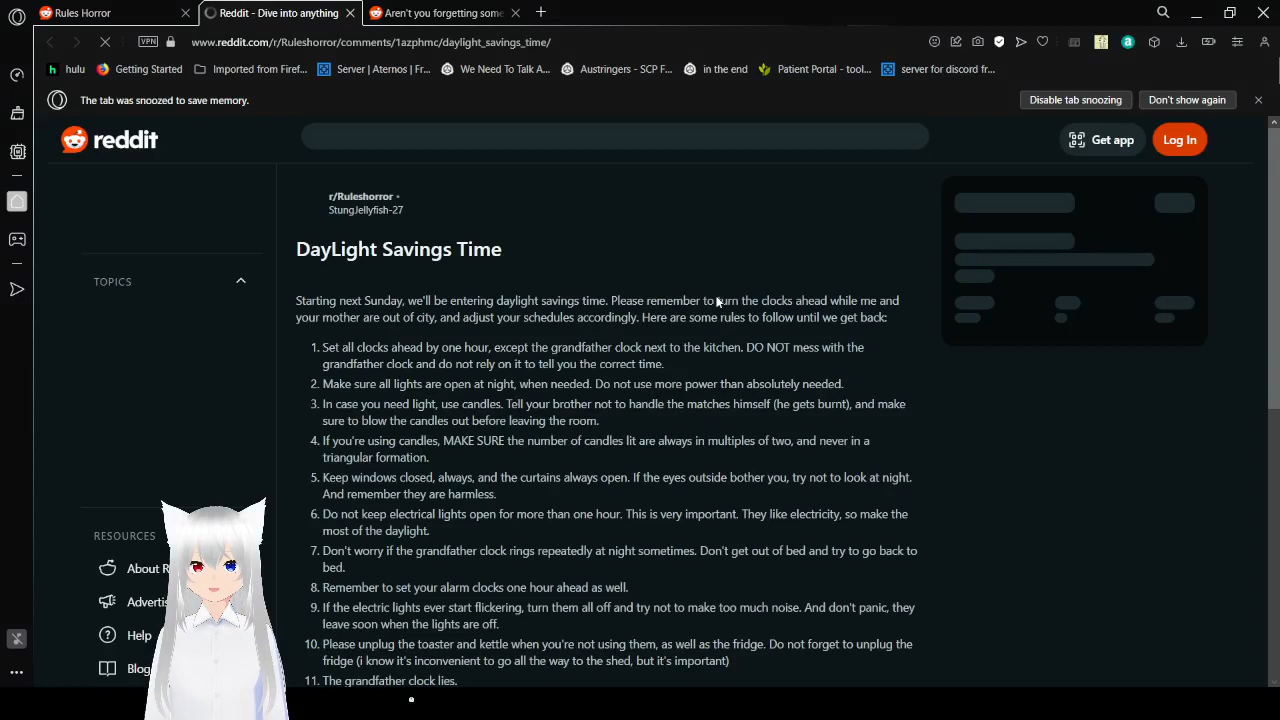 Rules Horror
Reddit - Dive into anything
Aren't you forgetting some
VPN
www.reddit.com/r/Ruleshorror/comments/1azphmc/daylight_savings_time/
hulu
Getting Started
Imported from Firef...
Server | Aternos | Fr...
We Need To Talk A...
Austringers - SCP F...
in the end
Patient Portal - tool...
server for discord fr...
The tab was snoozed to save memory.
Disable tab snoozing
Don't show again
reddit
Get app
Log In
r/Ruleshorror •
StungJellyfish-27
DayLight Savings Time
TOPICS
Starting next Sunday, we'll be entering daylight savings time. Please remember to turn the clocks ahead while me and
your mother are out of city, and adjust your schedules accordingly. Here are some rules to follow until we get back:
1. Set all clocks ahead by one hour, except the grandfather clock next to the kitchen. DO NOT mess with the
grandfather clock and do not rely on it to tell you the correct time.
2. Make sure all lights are open at night, when needed. Do not use more power than absolutely needed.
3. In case you need light, use candles. Tell your brother not to handle the matches himself (he gets burnt), and make
sure to blow the candles out before leaving the room.
4. If you're using candles, MAKE SURE the number of candles lit are always in multiples of two, and never in a
triangular formation.
5. Keep windows closed, always, and the curtains always open. If the eyes outside bother you, try not to look at night.
And remember they are harmless.
6. Do not keep electrical lights open for more than one hour. This is very important. They like electricity, so make the
most of the daylight.
7. Don't worry if the grandfather clock rings repeatedly at night sometimes. Don't get out of bed and try to go back to
bed.
8. Remember to set your alarm clocks one hour ahead as well.
9. If the electric lights ever start flickering, turn them all off and try not to make too much noise. And don't panic, they
leave soon when the lights are off.
10. Please unplug the toaster and kettle when you're not using them, as well as the fridge. Do not forget to unplug the
fridge (i know it's inconvenient to go all the way to the shed, but it's important)
11. The grandfather clock lies.
RESOURCES
About R
Adverti
Help
Blog